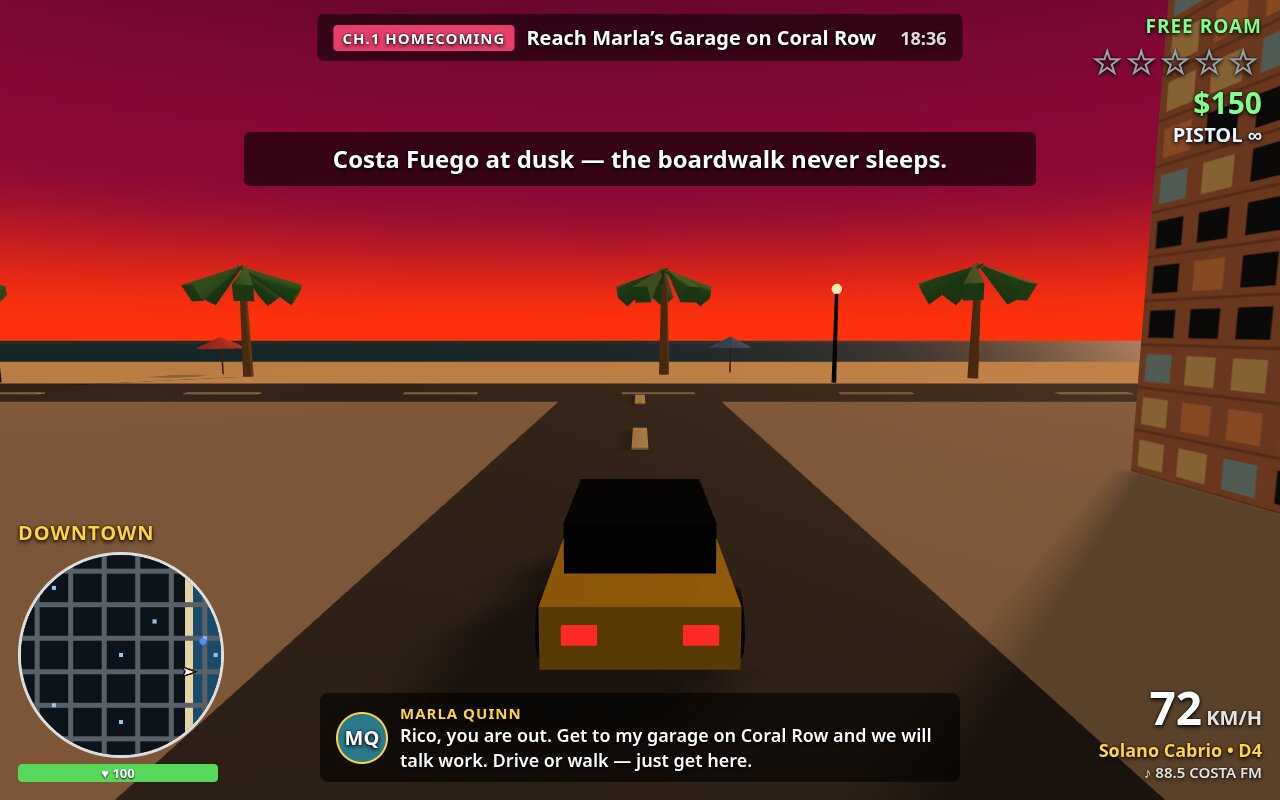 CH.1 HOMECOMING Reach Marla’s Garage on Coral Row 18:36
FREE ROAM
$150
PISTOL ∞
Costa Fuego at dusk — the boardwalk never sleeps.
DOWNTOWN
♥ 100
MQ
MARLA QUINN
Rico, you are out. Get to my garage on Coral Row and we will
talk work. Drive or walk — just get here.
72 KM/H
Solano Cabrio • D4
♪ 88.5 COSTA FM